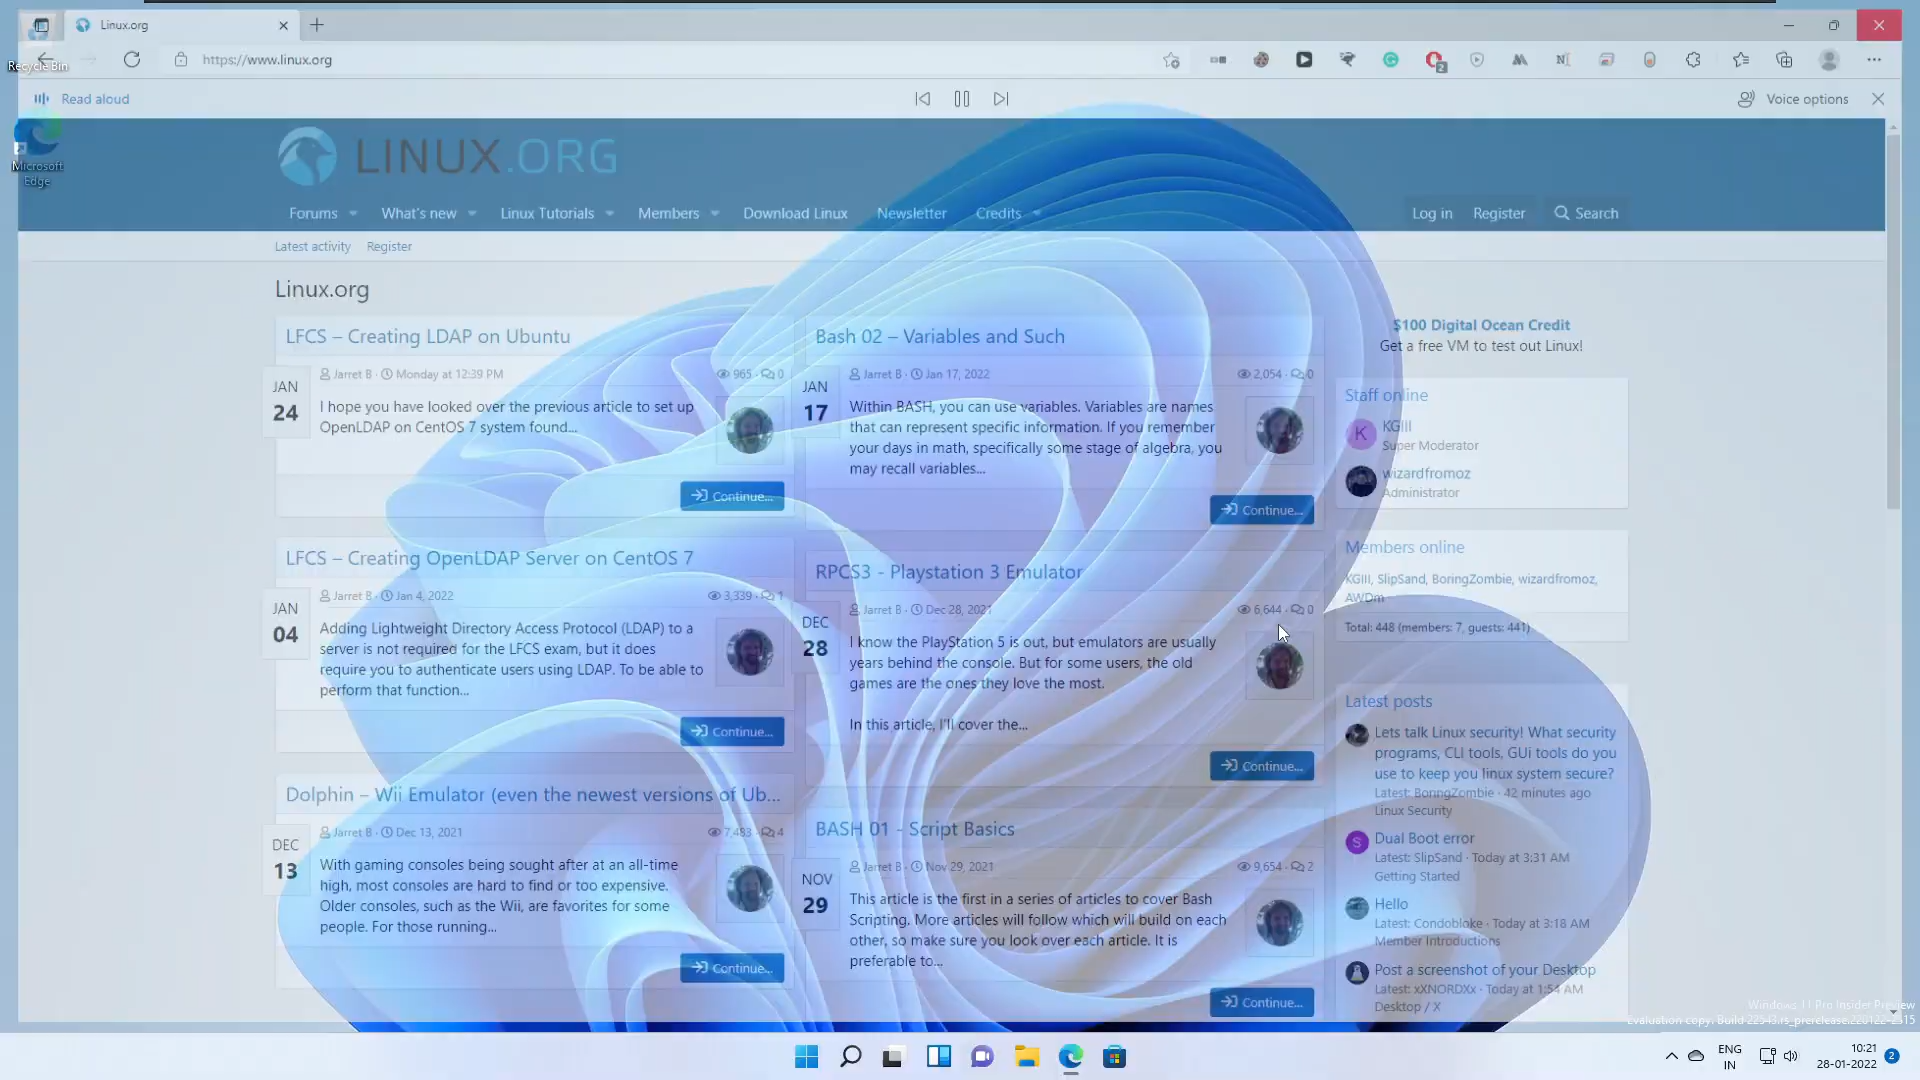 Linux.org
Recycle Bin
https://www.linux.org
2
Read aloud
Voice options
Microsoft
Edge
LINUX.ORG
Forums What's new Linux Tutorials Members Download Linux Newsletter Credits
Log in Register Search
Latest activity Register
Linux.org
LFCS – Creating LDAP on Ubuntu
JAN
24
Jarret B · Monday at 12:39 PM
965 · 0
I hope you have looked over the previous article to set up
OpenLDAP on CentOS 7 system found...
Continue...
LFCS – Creating OpenLDAP Server on CentOS 7
JAN
04
Jarret B · Jan 4, 2022
3,339 · 1
Adding Lightweight Directory Access Protocol (LDAP) to a
server is not required for the LFCS exam, but it does
require you to authenticate users using LDAP. To be able to
perform that function...
Continue...
Dolphin – Wii Emulator (even the newest versions of Ub...
DEC
13
Jarret B · Dec 13, 2021
7,483 · 4
With gaming consoles being sought after at an all-time
high, most consoles are hard to find or too expensive.
Older consoles, such as the Wii, are favorites for some
people. For those running...
Continue...
Bash 02 – Variables and Such
JAN
17
Jarret B · Jan 17, 2022
2,054 · 0
Within BASH, you can use variables. Variables are names
that can represent specific information. If you remember
your days in math, specifically some stage of algebra, you
may recall variables...
Continue...
RPCS3 - Playstation 3 Emulator
DEC
28
Jarret B · Dec 28, 2021
6,644 · 0
I know the PlayStation 5 is out, but emulators are usually
years behind the console. But for some users, the old
games are the ones they love the most.
In this article, I'll cover the...
Continue...
BASH 01 - Script Basics
NOV
29
Jarret B · Nov 29, 2021
9,654 · 2
This article is the first in a series of articles to cover Bash
Scripting. More articles will follow which will build on each
other, so make sure you look over each article. It is
preferable to...
Continue...
$100 Digital Ocean Credit
Get a free VM to test out Linux!
Staff online
K
KGIII
Super Moderator
wizardfromoz
Administrator
Members online
KGIII, SlipSand, BoringZombie, wizardfromoz,
AWDm
Total: 448 (members: 7, guests: 441)
Latest posts
Lets talk Linux security! What security
programs, CLI tools, GUi tools do you
use to keep you linux system secure?
Latest: BoringZombie · 42 minutes ago
Linux Security
S
Dual Boot error
Latest: SlipSand · Today at 3:31 AM
Getting Started
Hello
Latest: Condobloke · Today at 3:18 AM
Member Introductions
Post a screenshot of your Desktop
Latest: xXNORDXx · Today at 1:54 AM
Desktop / X
Windows 11 Pro Insider Preview
Evaluation copy. Build 22543.rs_prerelease.220122-2315
ENG
IN
10:21
28-01-2022
2